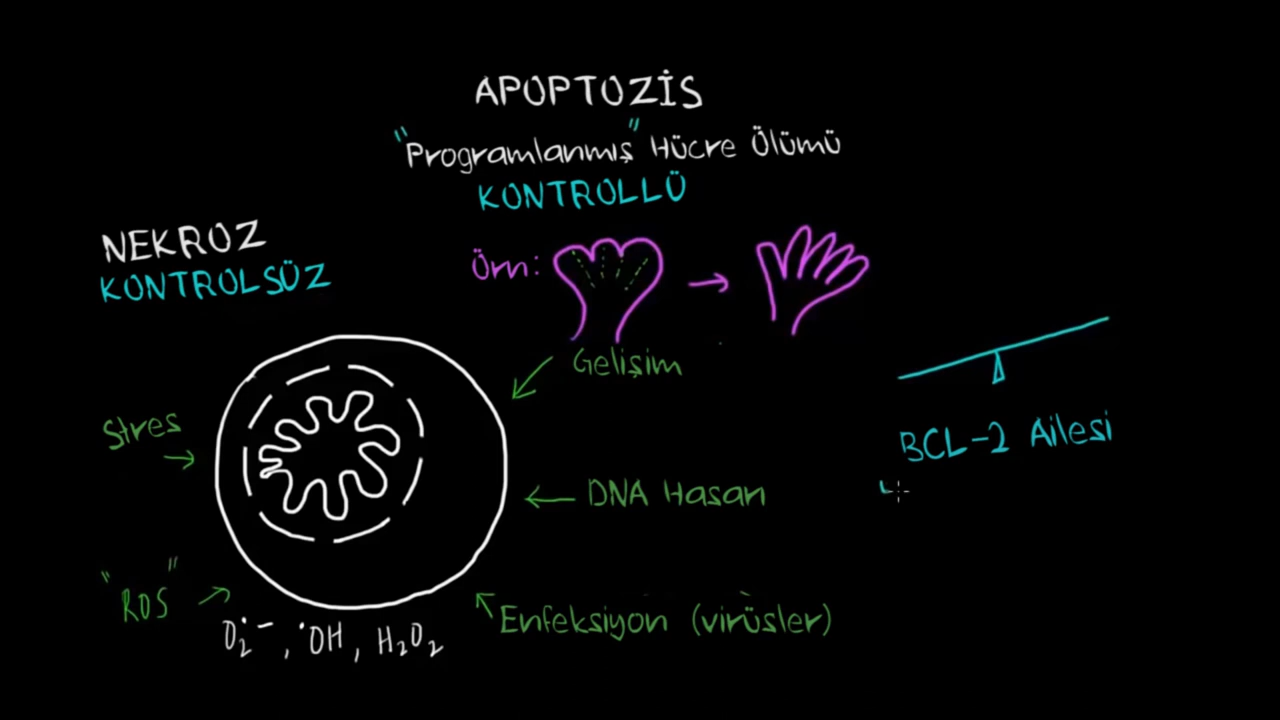 APOPTOZİS
"Programlanmış" Hücre Ölümü
KONTROLLÜ
NEKROZ
KONTROLSÜZ
Örn:
Gelişim
Stres
BCL-2 Ailesi
DNA Hasarı
"ROS"
Enfeksiyon (virüsler)
O₂•−, •OH, H₂O₂